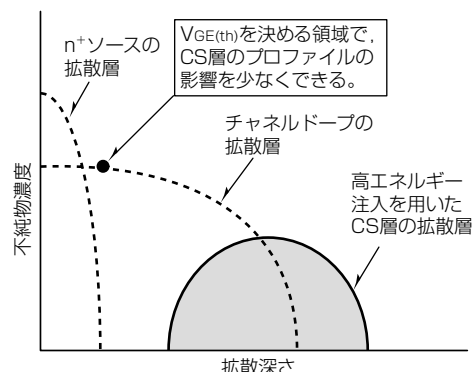 n⁺ソースの
拡散層
VGE(th)を決める領域で,
CS層のプロファイルの
影響を少なくできる。
チャネルドープの
拡散層
高エネルギー
注入を用いた
CS層の拡散層
不純物濃度
拡散深さ